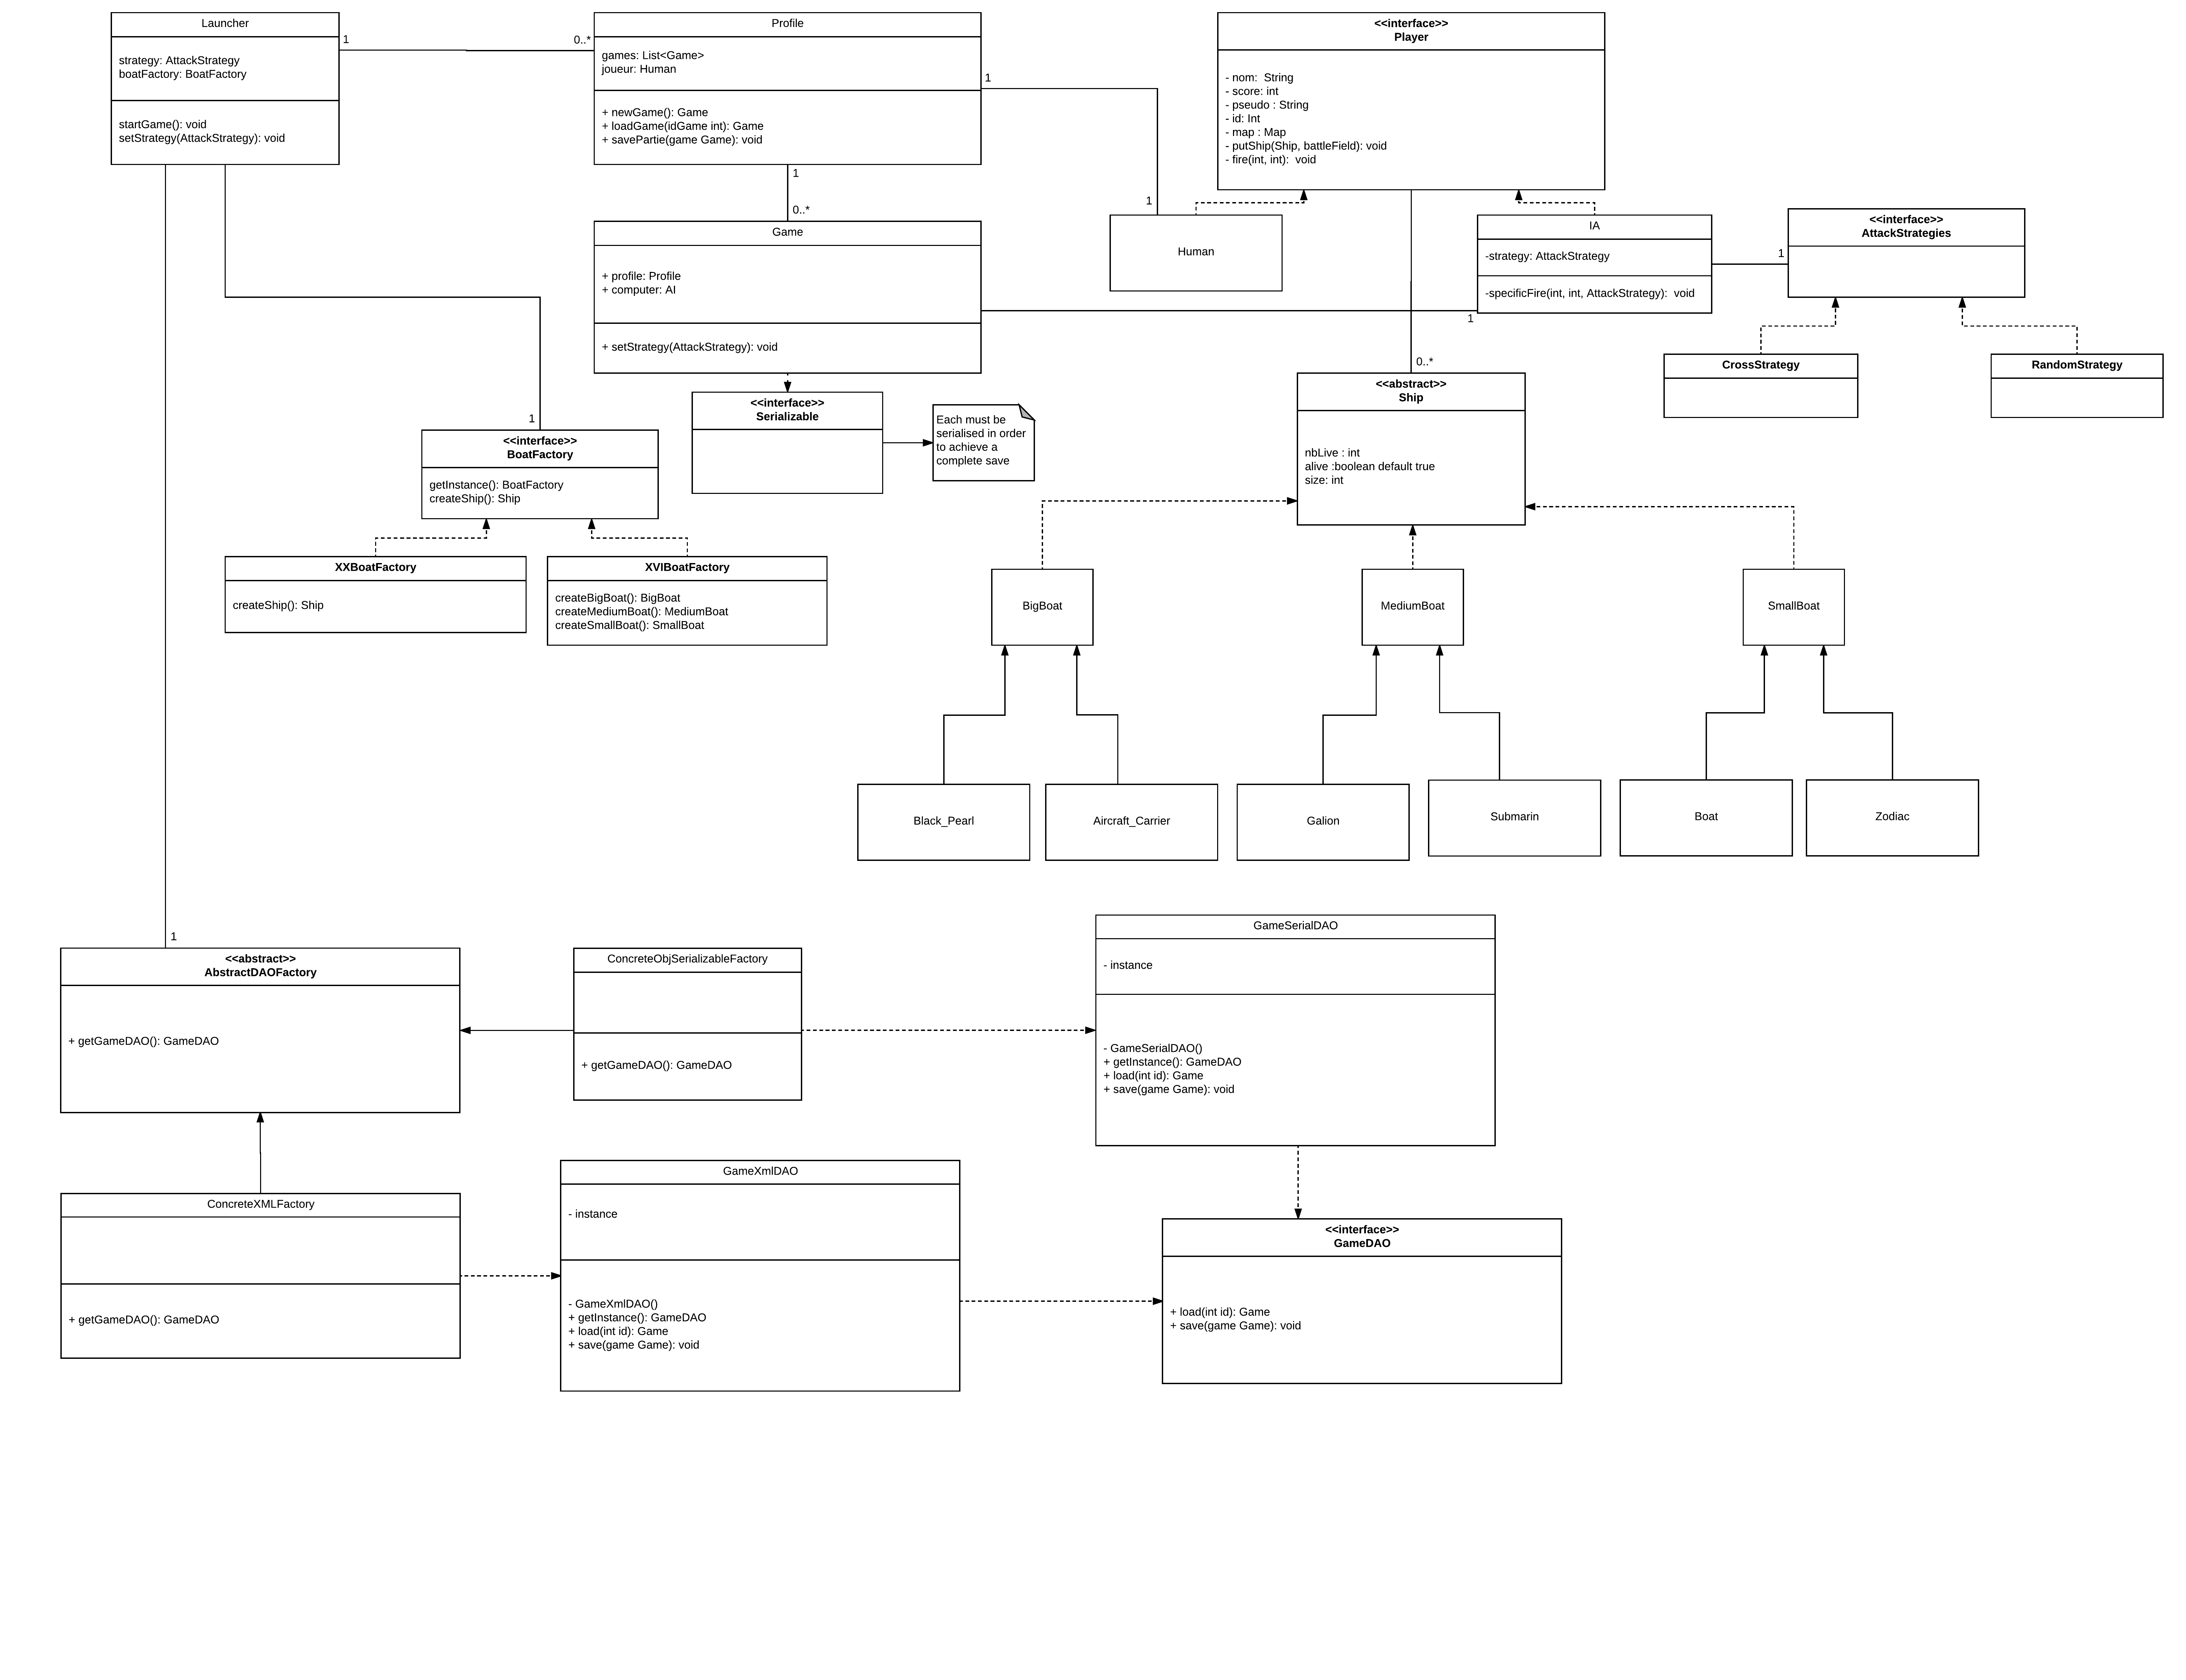 Launcher
strategy: AttackStrategy
boatFactory: BoatFactory
startGame(): void
setStrategy(AttackStrategy): void
1
0..*
Profile
games: List<Game>
joueur: Human
+ newGame(): Game
+ loadGame(idGame int): Game
+ savePartie(game Game): void
1
1
<<interface>>
Player
- nom:  String
- score: int
- pseudo : String
- id: Int
- map : Map
- putShip(Ship, battleField): void
- fire(int, int):  void
1
0..*
Game
+ profile: Profile
+ computer: AI
+ setStrategy(AttackStrategy): void
Human
IA
-strategy: AttackStrategy
-specificFire(int, int, AttackStrategy):  void
1
1
<<interface>>
AttackStrategies
CrossStrategy
RandomStrategy
<<interface>>
Serializable
Each must be
serialised in order
to achieve a
complete save
0..*
<<abstract>>
Ship
nbLive : int
alive :boolean default true
size: int
1
<<interface>>
BoatFactory
getInstance(): BoatFactory
createShip(): Ship
XXBoatFactory
createShip(): Ship
XVIBoatFactory
createBigBoat(): BigBoat
createMediumBoat(): MediumBoat
createSmallBoat(): SmallBoat
BigBoat
MediumBoat
SmallBoat
Black_Pearl
Aircraft_Carrier
Galion
Submarin
Boat
Zodiac
1
<<abstract>>
AbstractDAOFactory
+ getGameDAO(): GameDAO
ConcreteObjSerializableFactory
+ getGameDAO(): GameDAO
GameSerialDAO
- instance
- GameSerialDAO()
+ getInstance(): GameDAO
+ load(int id): Game
+ save(game Game): void
ConcreteXMLFactory
+ getGameDAO(): GameDAO
GameXmlDAO
- instance
- GameXmlDAO()
+ getInstance(): GameDAO
+ load(int id): Game
+ save(game Game): void
<<interface>>
GameDAO
+ load(int id): Game
+ save(game Game): void